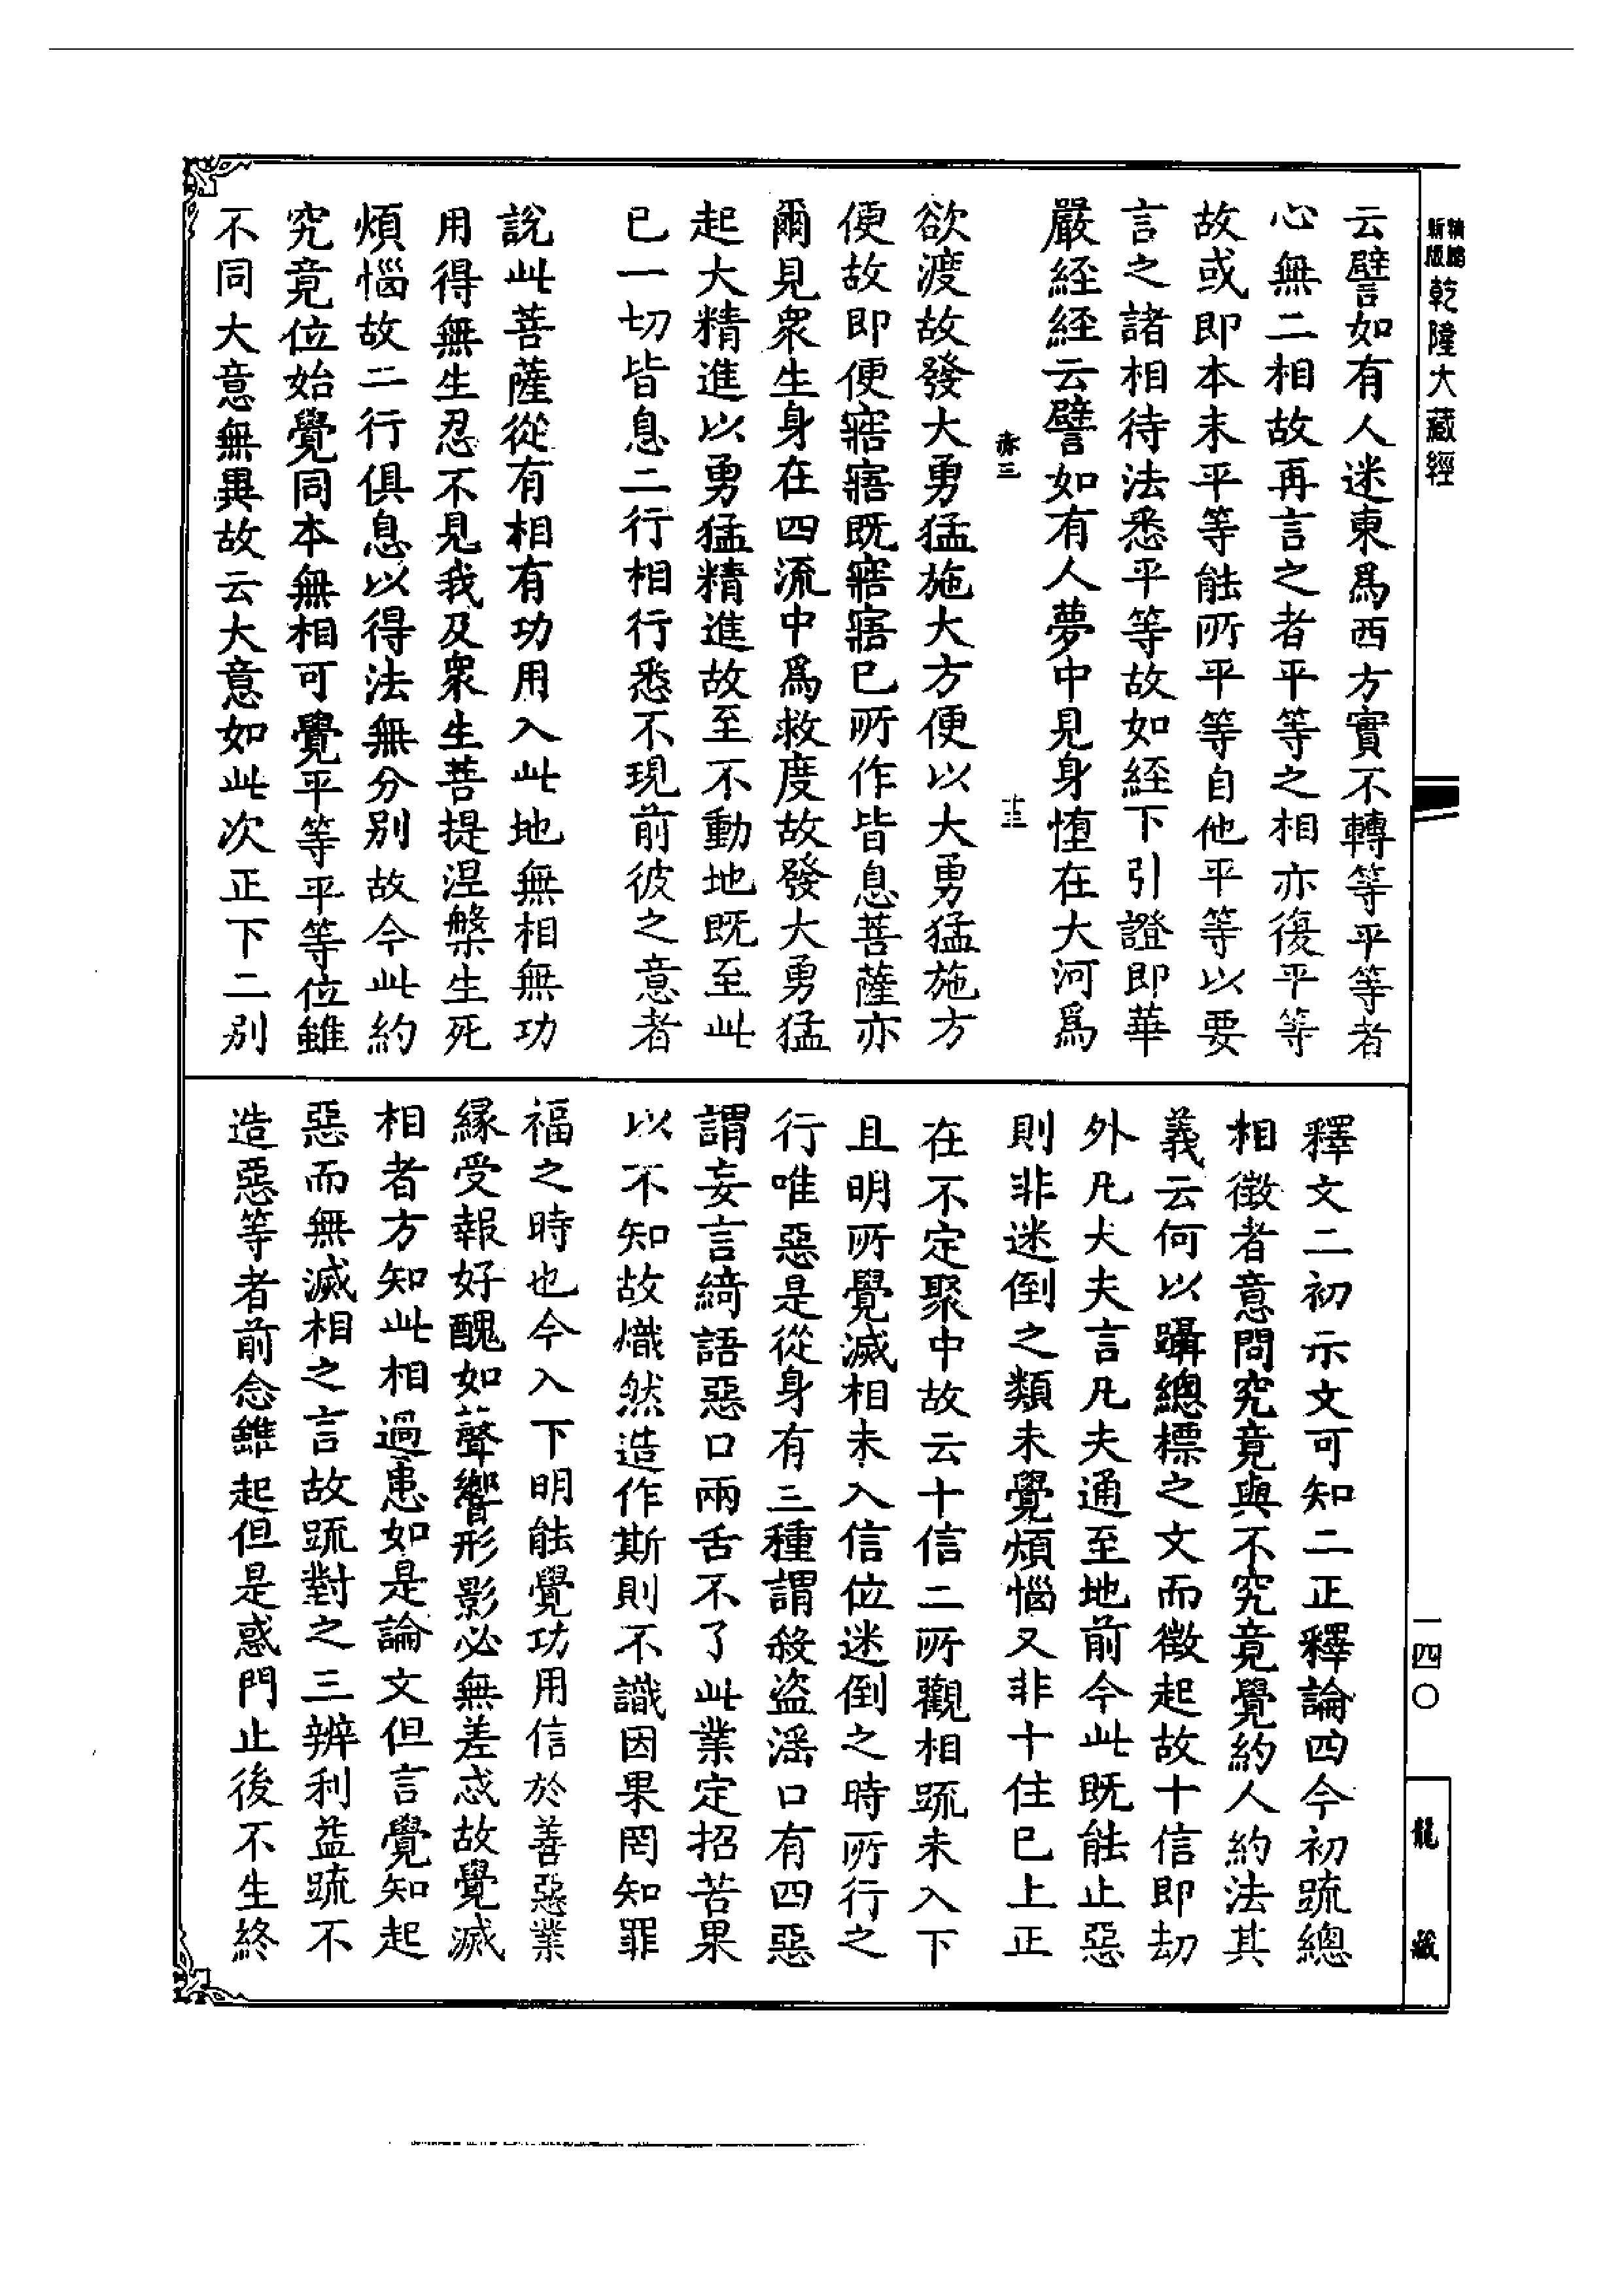 新版
精縮
乾隆大藏經
云譬如有人迷東爲西方實不轉等平等者
心無二相故再言之者平等之相亦復平等
故或即本末平等能所平等自他平等以要
言之諸相待法悉平等故如經下引證即華
嚴經經云譬如有人夢中見身墮在大河爲
赤三
十三
欲渡故發大勇猛施大方便以大勇猛施方
便故即便寤寤既寤寤已所作皆息菩薩亦
爾見衆生身在四流中爲救度故發大勇猛
起大精進以勇猛精進故至不動地既至此
已一切皆息二行相行悉不現前彼之意者
說此菩薩從有相有功用入此地無相無功
用得無生忍不見我及衆生菩提涅槃生死
煩惱故二行俱息以得法無分別故今此約
究竟位始覺同本無相可覺平等平等位雖
不同大意無異故云大意如此次正下二別
釋文二初示文可知二正釋論四今初疏總
相徵者意問究竟與不究竟覺約人約法其
義云何以躡總標之文而徵起故十信即劫
外凡夫夫言凡夫通至地前今此既能止惡
則非迷倒之類未覺煩惱又非十住已上正
在不定聚中故云十信二所觀相疏未入下
且明所覺滅相未入信位迷倒之時所行之
行唯惡是從身有三種謂殺盜滛口有四惡
謂妄言綺語惡口兩舌不了此業定招苦果
以不知故熾然造作斯則不識因果罔知罪
福之時也今入下明能覺功用信於善惡業
緣受報好醜如聲響形影必無差忒故覺滅
相者方知此相過患如是論文但言覺知起
惡而無滅相之言故疏對之三辨利益疏不
造惡等者前念雖起但是惑門止後不生終
一四〇
龍藏